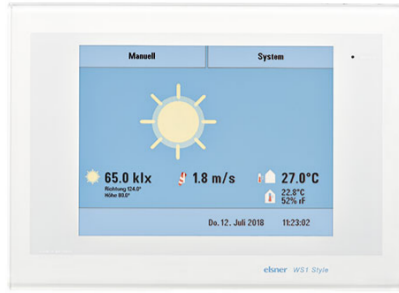 Manuell System
65.0 klx 1.8 m/s 27.0°C
Richtung 124.0°
Höhe 60.0°
22.8°C
52% rF
Do. 12. Juli 2018 11:23:02
elsner WS1 Style